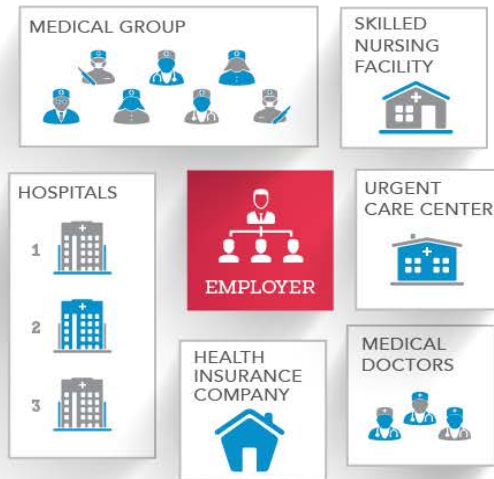 MEDICAL GROUP
SKILLED
NURSING
FACILITY
HOSPITALS
1
2
3
EMPLOYER
URGENT
CARE CENTER
HEALTH
INSURANCE
COMPANY
MEDICAL
DOCTORS